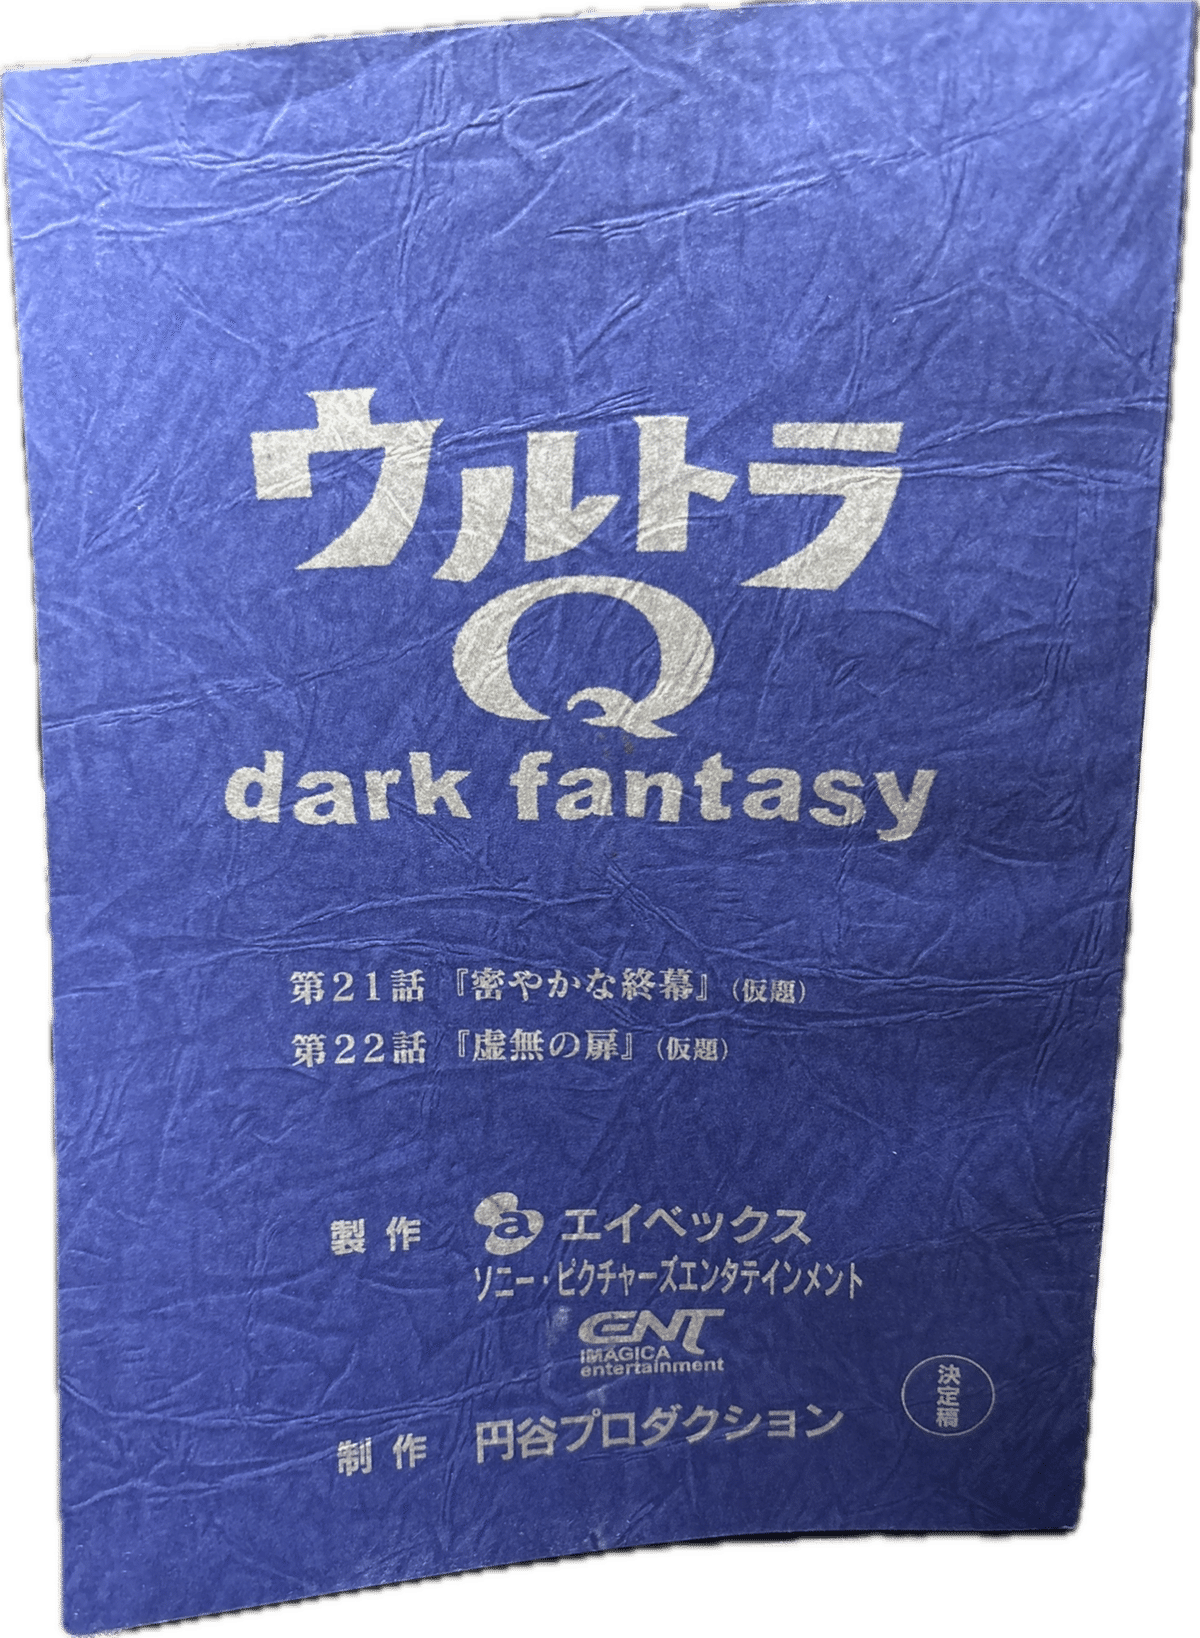 ウルトラ
Q
dark fantasy
第21話『密やかな終幕』(仮題)
第22話『虚無の扉』(仮題)
製作 a エイベックス
ソニー・ピクチャーズエンタテインメント
ENT
IMAGICA
entertainment
制作 円谷プロダクション
決定稿